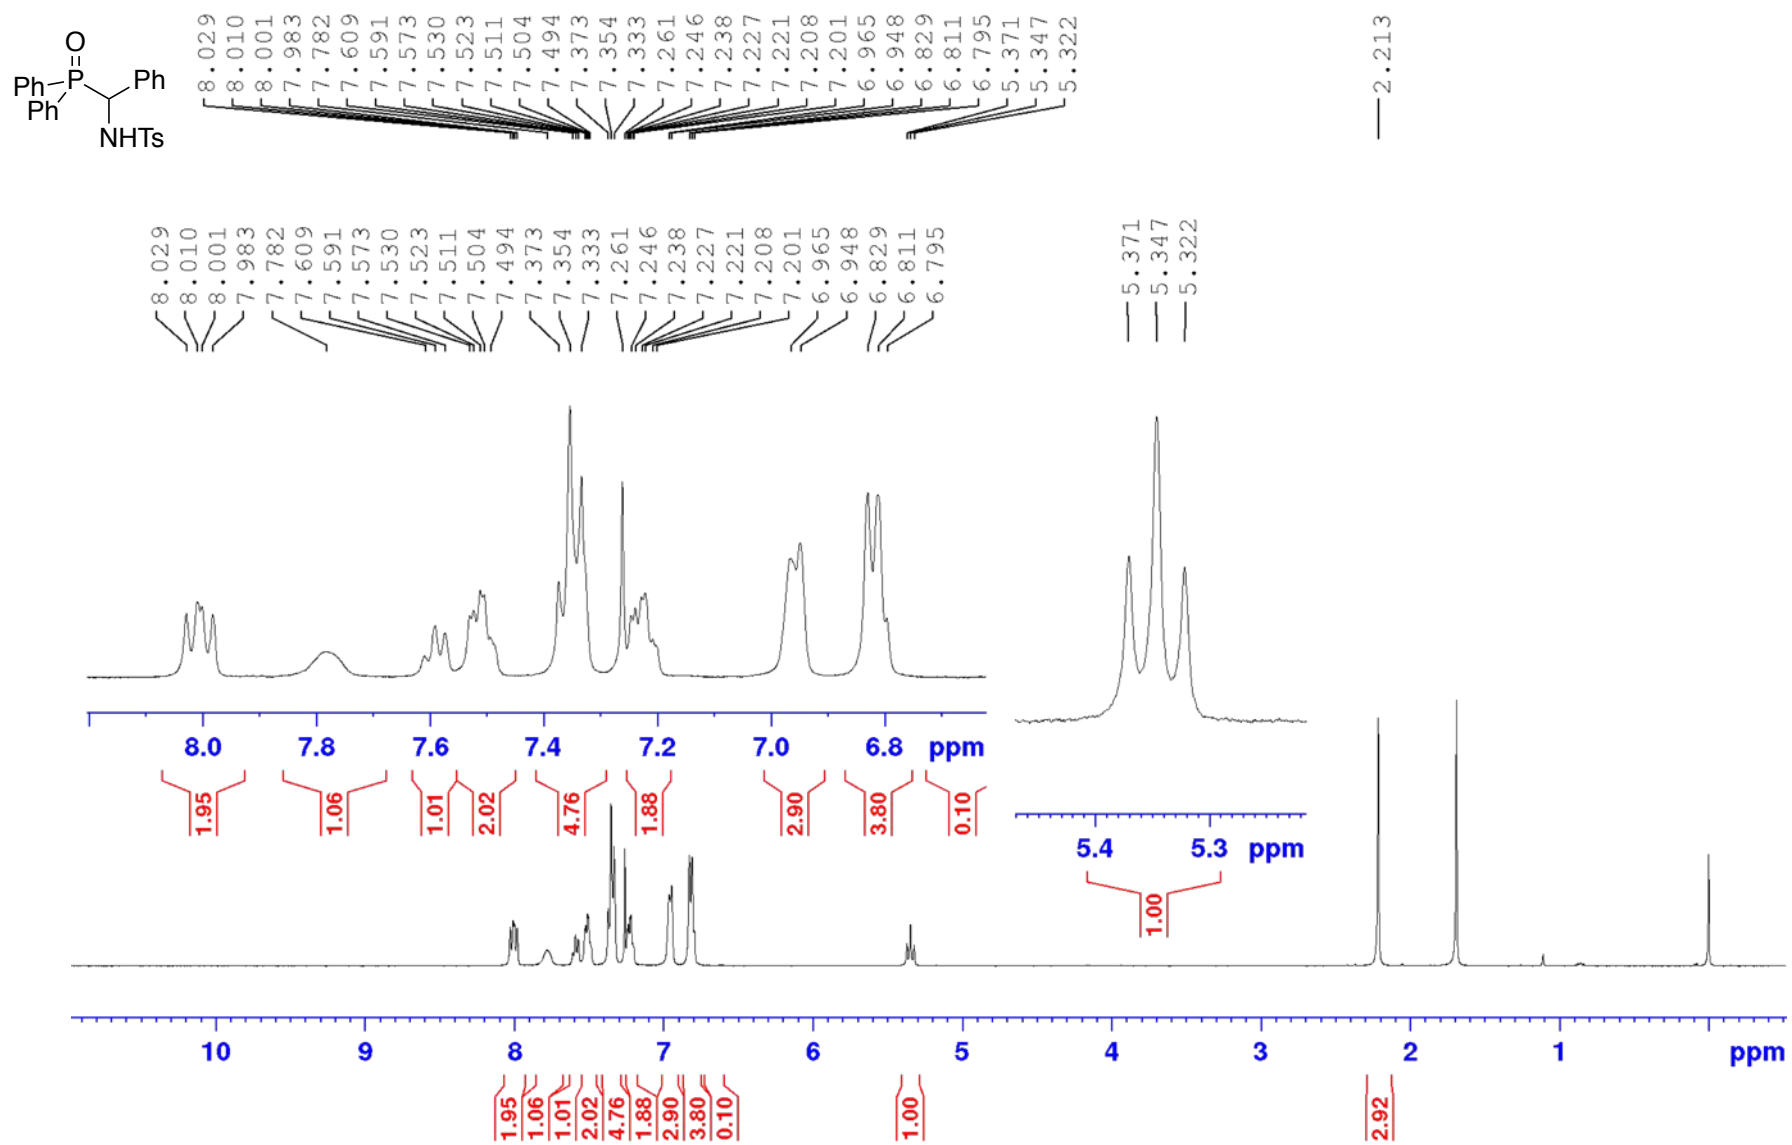 O
Ph P Ph
Ph
NHTs
8.029 8.010 8.001 7.983 7.782 7.609 7.591 7.573 7.530 7.523 7.511 7.504 7.494 7.373 7.354 7.333 7.261 7.246 7.238 7.227 7.221 7.208 7.201 6.965 6.948 6.829 6.811 6.795 5.371 5.347 5.322 2.213
8.029 8.010 8.001 7.983 7.782 7.609 7.591 7.573 7.530 7.523 7.511 7.504 7.494 7.373 7.354 7.333 7.261 7.246 7.238 7.227 7.221 7.208 7.201 6.965 6.948 6.829 6.811 6.795
5.371 5.347 5.322
8.0 7.8 7.6 7.4 7.2 7.0 6.8 ppm
1.95 1.06 1.01 2.02 4.76 1.88 2.90 3.80 0.10
5.4 5.3 ppm
1.00
10 9 8 7 6 5 4 3 2 1 ppm
1.95 1.06 1.01 2.02 4.76 1.88 2.90 3.80 0.10 1.00 2.92